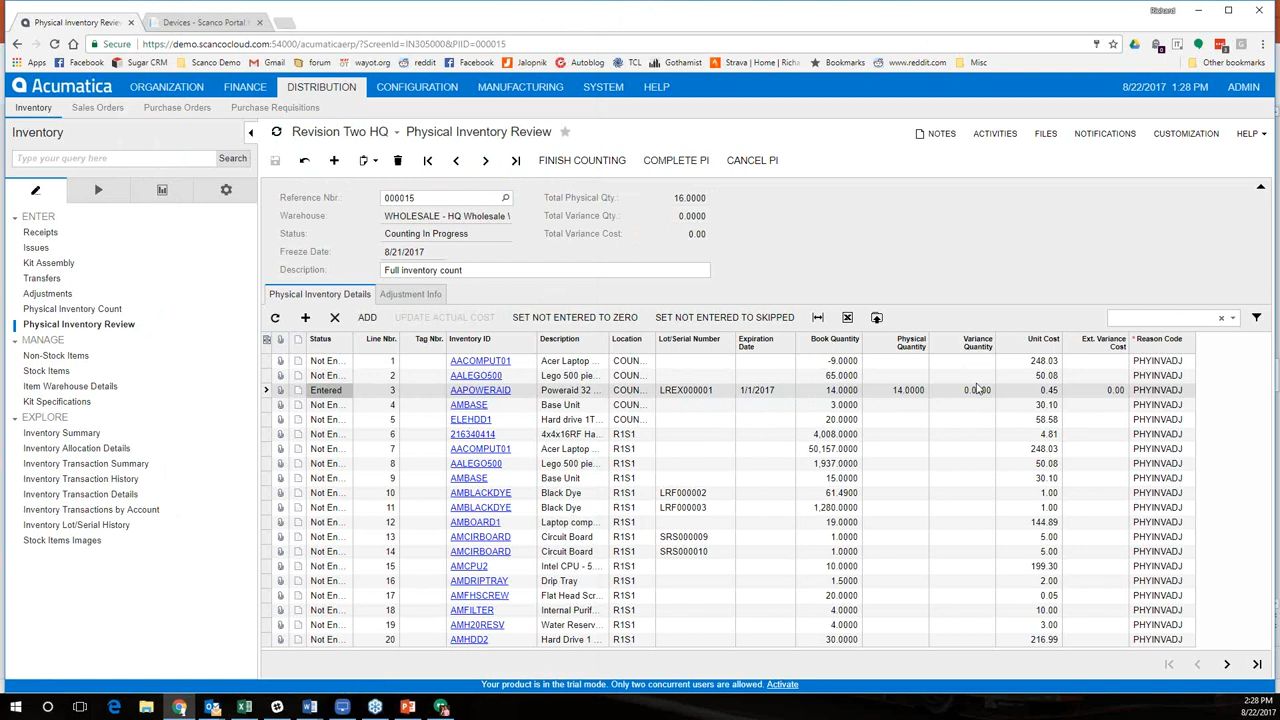 Richard
Physical Inventory Revie
Devices - Scanco Portal
Secure https://demo.scancocloud.com:54000/acumaticaerp/?ScreenId=IN305000&PIID=000015
Apps Facebook Sugar CRM Scanco Demo Gmail forum wayot.org reddit Facebook Jalopnik Autoblog TCL Gothamist Strava | Home | Richa Bookmarks www.reddit.com Misc Other bookmarks
Acumatica ORGANIZATION FINANCE DISTRIBUTION CONFIGURATION MANUFACTURING SYSTEM HELP 8/22/2017 1:28 PM ADMIN
Inventory Sales Orders Purchase Orders Purchase Requisitions
Inventory
Type your query here Search
ENTER
Receipts
Issues
Kit Assembly
Transfers
Adjustments
Physical Inventory Count
Physical Inventory Review
MANAGE
Non-Stock Items
Stock Items
Item Warehouse Details
Kit Specifications
EXPLORE
Inventory Summary
Inventory Allocation Details
Inventory Transaction Summary
Inventory Transaction History
Inventory Transaction Details
Inventory Transactions by Account
Inventory Lot/Serial History
Stock Items Images
Revision Two HQ - Physical Inventory Review NOTES ACTIVITIES FILES NOTIFICATIONS CUSTOMIZATION HELP
FINISH COUNTING COMPLETE PI CANCEL PI
Reference Nbr.: 000015 Total Physical Qty.: 16.0000
Warehouse: WHOLESALE - HQ Wholesale Total Variance Qty.: 0.0000
Status: Counting In Progress Total Variance Cost: 0.00
Freeze Date: 8/21/2017
Description: Full inventory count
Physical Inventory Details Adjustment Info
ADD UPDATE ACTUAL COST SET NOT ENTERED TO ZERO SET NOT ENTERED TO SKIPPED
Status Line Nbr. Tag Nbr. Inventory ID Description Location Lot/Serial Number Expiration Date Book Quantity Physical Quantity Variance Quantity Unit Cost Ext. Variance Cost * Reason Code
Not En... 1 AACOMPUT01 Acer Laptop ... COUN... -9.0000 248.03 PHYINVADJ
Not En... 2 AALEGO500 Lego 500 pie... COUN... 65.0000 50.08 PHYINVADJ
Entered 3 AAPOWERAID Poweraid 32 ... COUN... LREX000001 1/1/2017 14.0000 14.0000 0.0000 0.45 0.00 PHYINVADJ
Not En... 4 AMBASE Base Unit COUN... 3.0000 30.10 PHYINVADJ
Not En... 5 ELEHDD1 Hard drive 1T... COUN... 20.0000 58.58 PHYINVADJ
Not En... 6 216340414 4x4x16RF Ha... R1S1 4,008.0000 4.81 PHYINVADJ
Not En... 7 AACOMPUT01 Acer Laptop ... R1S1 50,157.0000 248.03 PHYINVADJ
Not En... 8 AALEGO500 Lego 500 pie... R1S1 1,937.0000 50.08 PHYINVADJ
Not En... 9 AMBASE Base Unit R1S1 15.0000 30.10 PHYINVADJ
Not En... 10 AMBLACKDYE Black Dye R1S1 LRF000002 61.4900 1.00 PHYINVADJ
Not En... 11 AMBLACKDYE Black Dye R1S1 LRF000003 1,280.0000 1.00 PHYINVADJ
Not En... 12 AMBOARD1 Laptop comp... R1S1 19.0000 144.89 PHYINVADJ
Not En... 13 AMCIRBOARD Circuit Board R1S1 SRS000009 1.0000 5.00 PHYINVADJ
Not En... 14 AMCIRBOARD Circuit Board R1S1 SRS000010 1.0000 5.00 PHYINVADJ
Not En... 15 AMCPU2 Intel CPU - 5.... R1S1 10.0000 199.30 PHYINVADJ
Not En... 16 AMDRIPTRAY Drip Tray R1S1 1.5000 2.00 PHYINVADJ
Not En... 17 AMFHSCREW Flat Head Scr... R1S1 20.0000 0.05 PHYINVADJ
Not En... 18 AMFILTER Internal Purif... R1S1 4.0000 10.00 PHYINVADJ
Not En... 19 AMH20RESV Water Reserv... R1S1 4.0000 3.00 PHYINVADJ
Not En... 20 AMHDD2 Hard Drive 1 ... R1S1 30.0000 216.99 PHYINVADJ
Your product is in the trial mode. Only two concurrent users are allowed. Activate
2:28 PM
8/22/2017